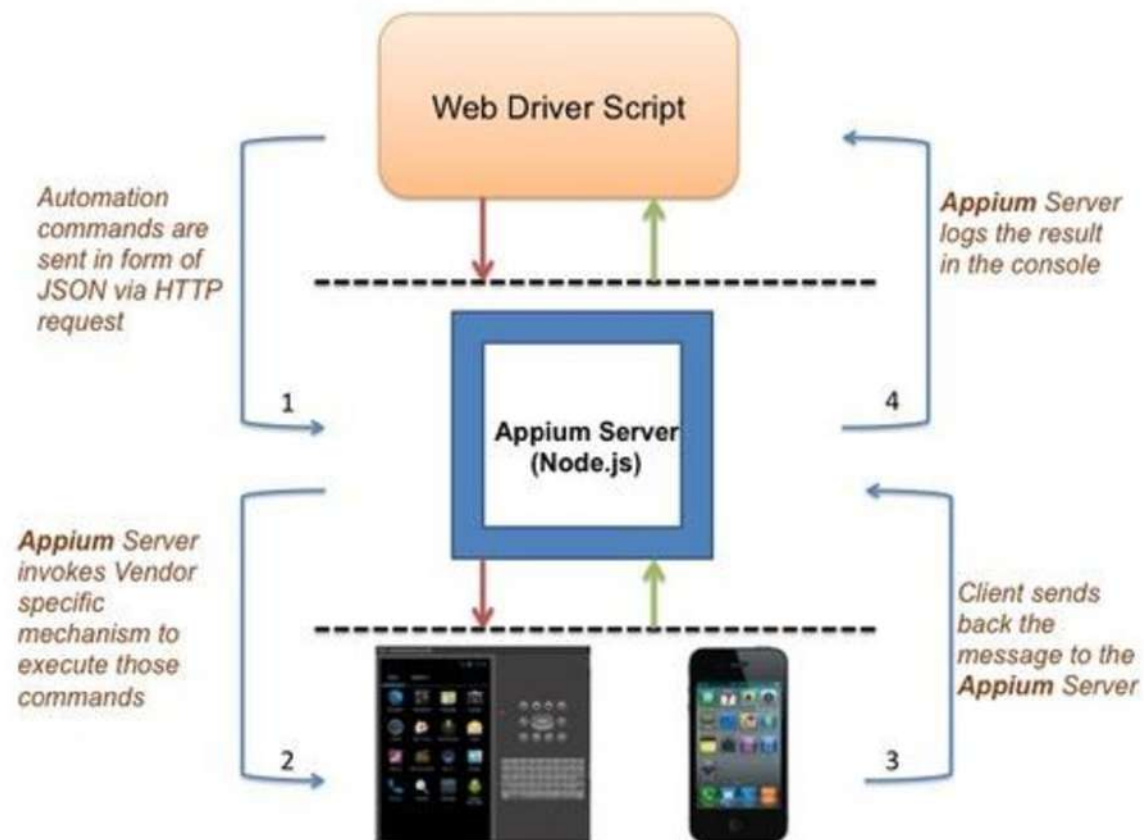 Web Driver Script
Automation
commands are
sent in form of
JSON via HTTP
request
1
Appium Server
logs the result
in the console
4
Appium Server
(Node.js)
Appium Server
invokes Vendor
specific
mechanism to
execute those
commands
2
Client sends
back the
message to the
Appium Server
3